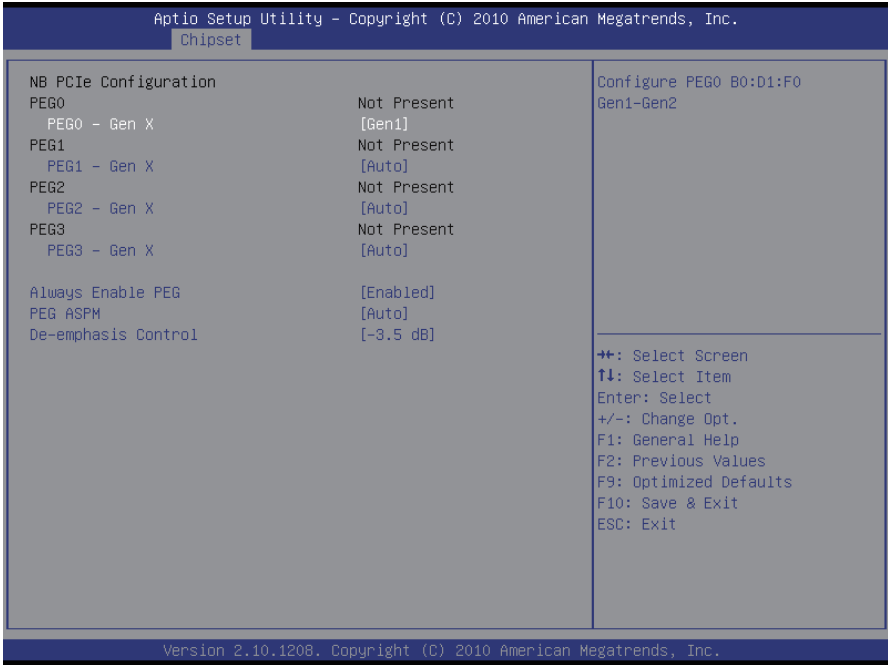 Aptio Setup Utility – Copyright (C) 2010 American Megatrends, Inc.
Chipset
NB PCIe Configuration
PEG0 Not Present
PEG0 – Gen X [Gen1]
PEG1 Not Present
PEG1 – Gen X [Auto]
PEG2 Not Present
PEG2 – Gen X [Auto]
PEG3 Not Present
PEG3 – Gen X [Auto]
Always Enable PEG [Enabled]
PEG ASPM [Auto]
De-emphasis Control [-3.5 dB]
Configure PEG0 B0:D1:F0
Gen1-Gen2
→←: Select Screen
↑↓: Select Item
Enter: Select
+/-: Change Opt.
F1: General Help
F2: Previous Values
F9: Optimized Defaults
F10: Save & Exit
ESC: Exit
Version 2.10.1208. Copyright (C) 2010 American Megatrends, Inc.